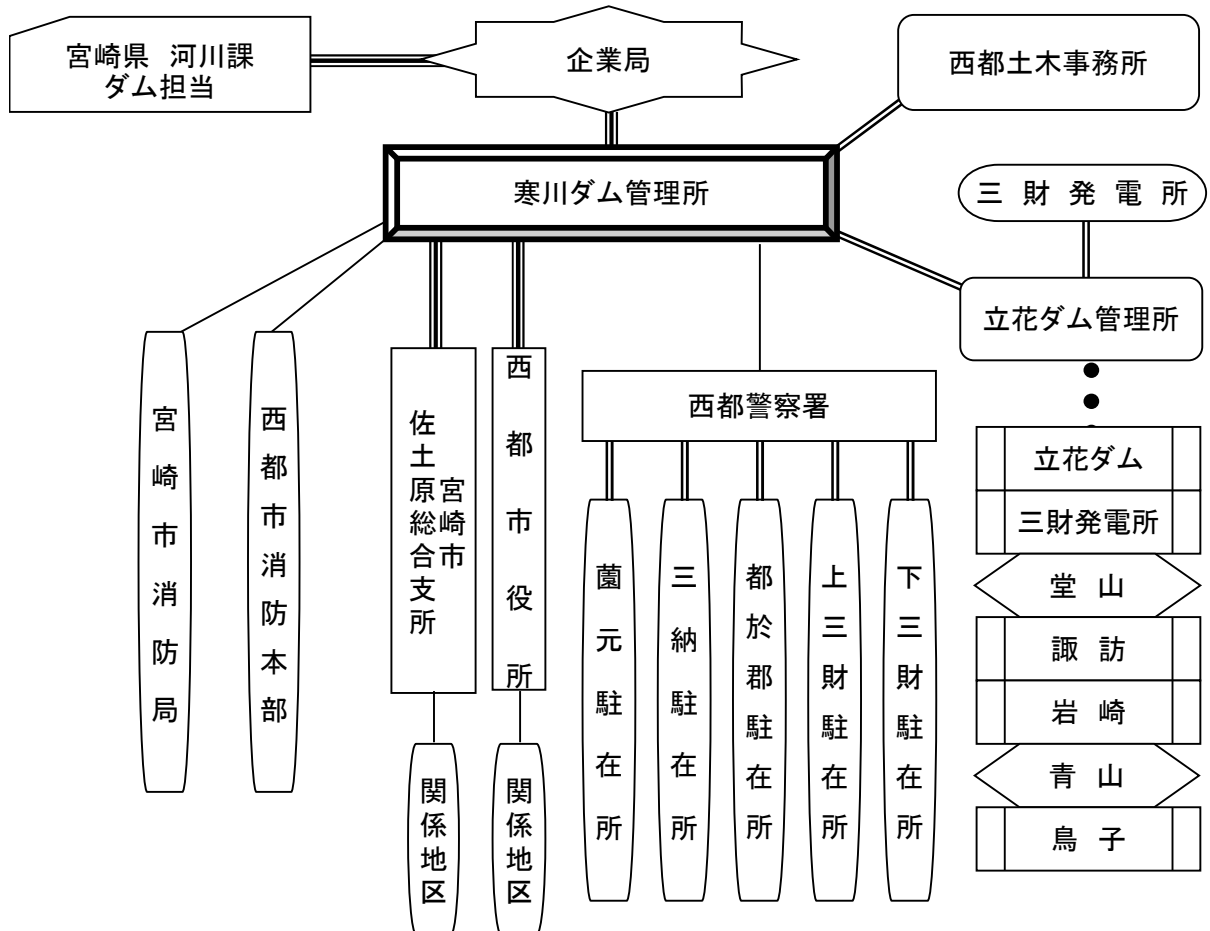 宮崎県 河川課
ダム担当
企業局
西都土木事務所
寒川ダム管理所
三財発電所
立花ダム管理所
宮崎市消防局
西都市消防本部
宮崎市
佐土原総合支所
西都市役所
西都警察署
薗元駐在所
三納駐在所
都於郡駐在所
上三財駐在所
下三財駐在所
関係地区
関係地区
立花ダム
三財発電所
堂山
諏訪
岩崎
青山
鳥子